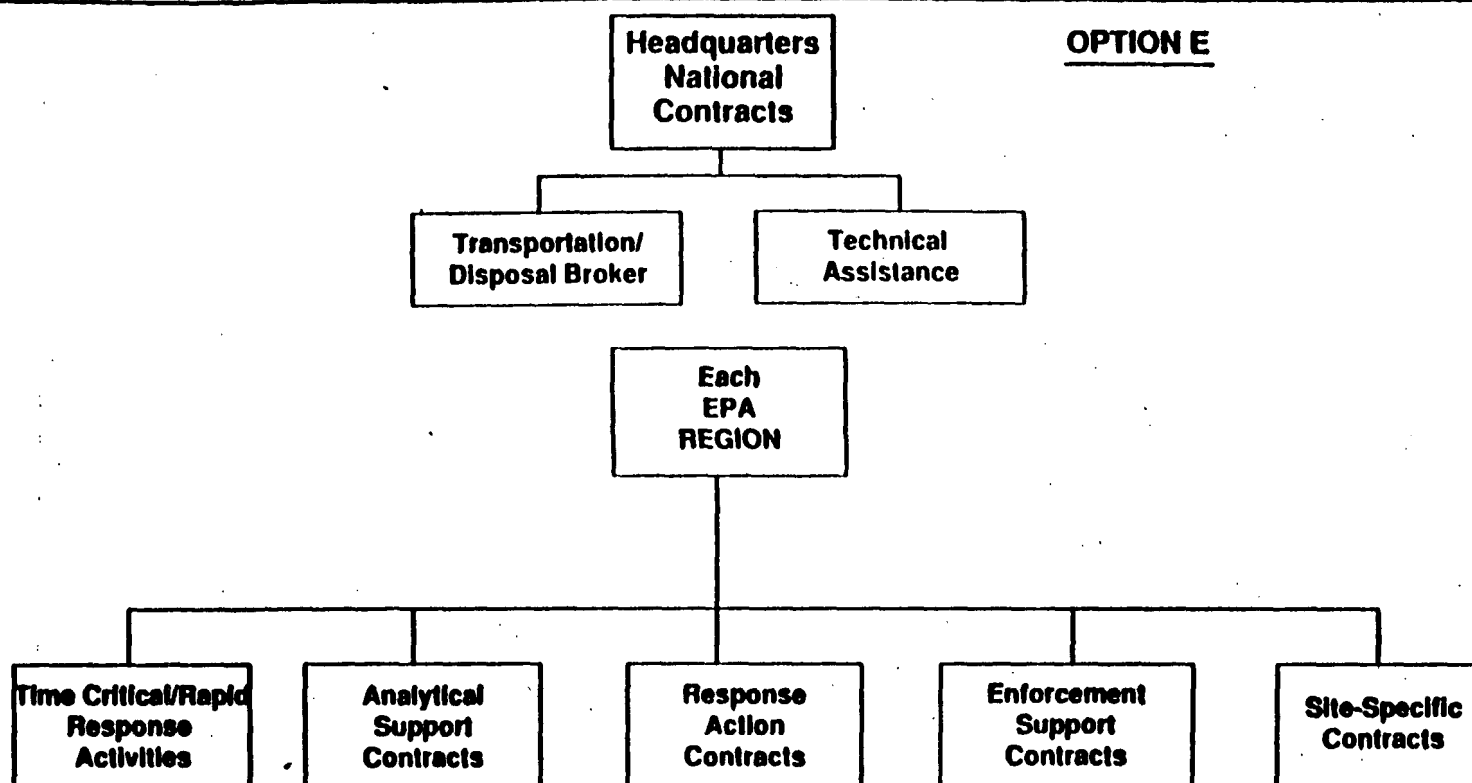 OPTION E
Headquarters
National
Contracts
Transportation/
Disposal Broker
Technical
Assistance
Each
EPA
REGION
Time Critical/Rapid
Response
Activities
Analytical
Support
Contracts
Response
Action
Contracts
Enforcement
Support
Contracts
Site-Specific
Contracts